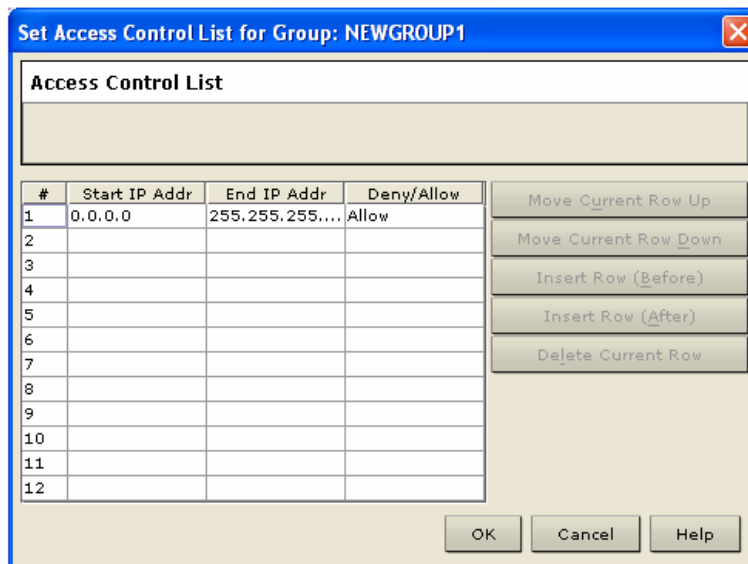 Set Access Control List for Group: NEWGROUP1
Access Control List
# Start IP Addr End IP Addr Deny/Allow
1 0.0.0.0 255.255.255.... Allow
2
3
4
5
6
7
8
9
10
11
12
Move Current Row Up
Move Current Row Down
Insert Row (Before)
Insert Row (After)
Delete Current Row
OK Cancel Help